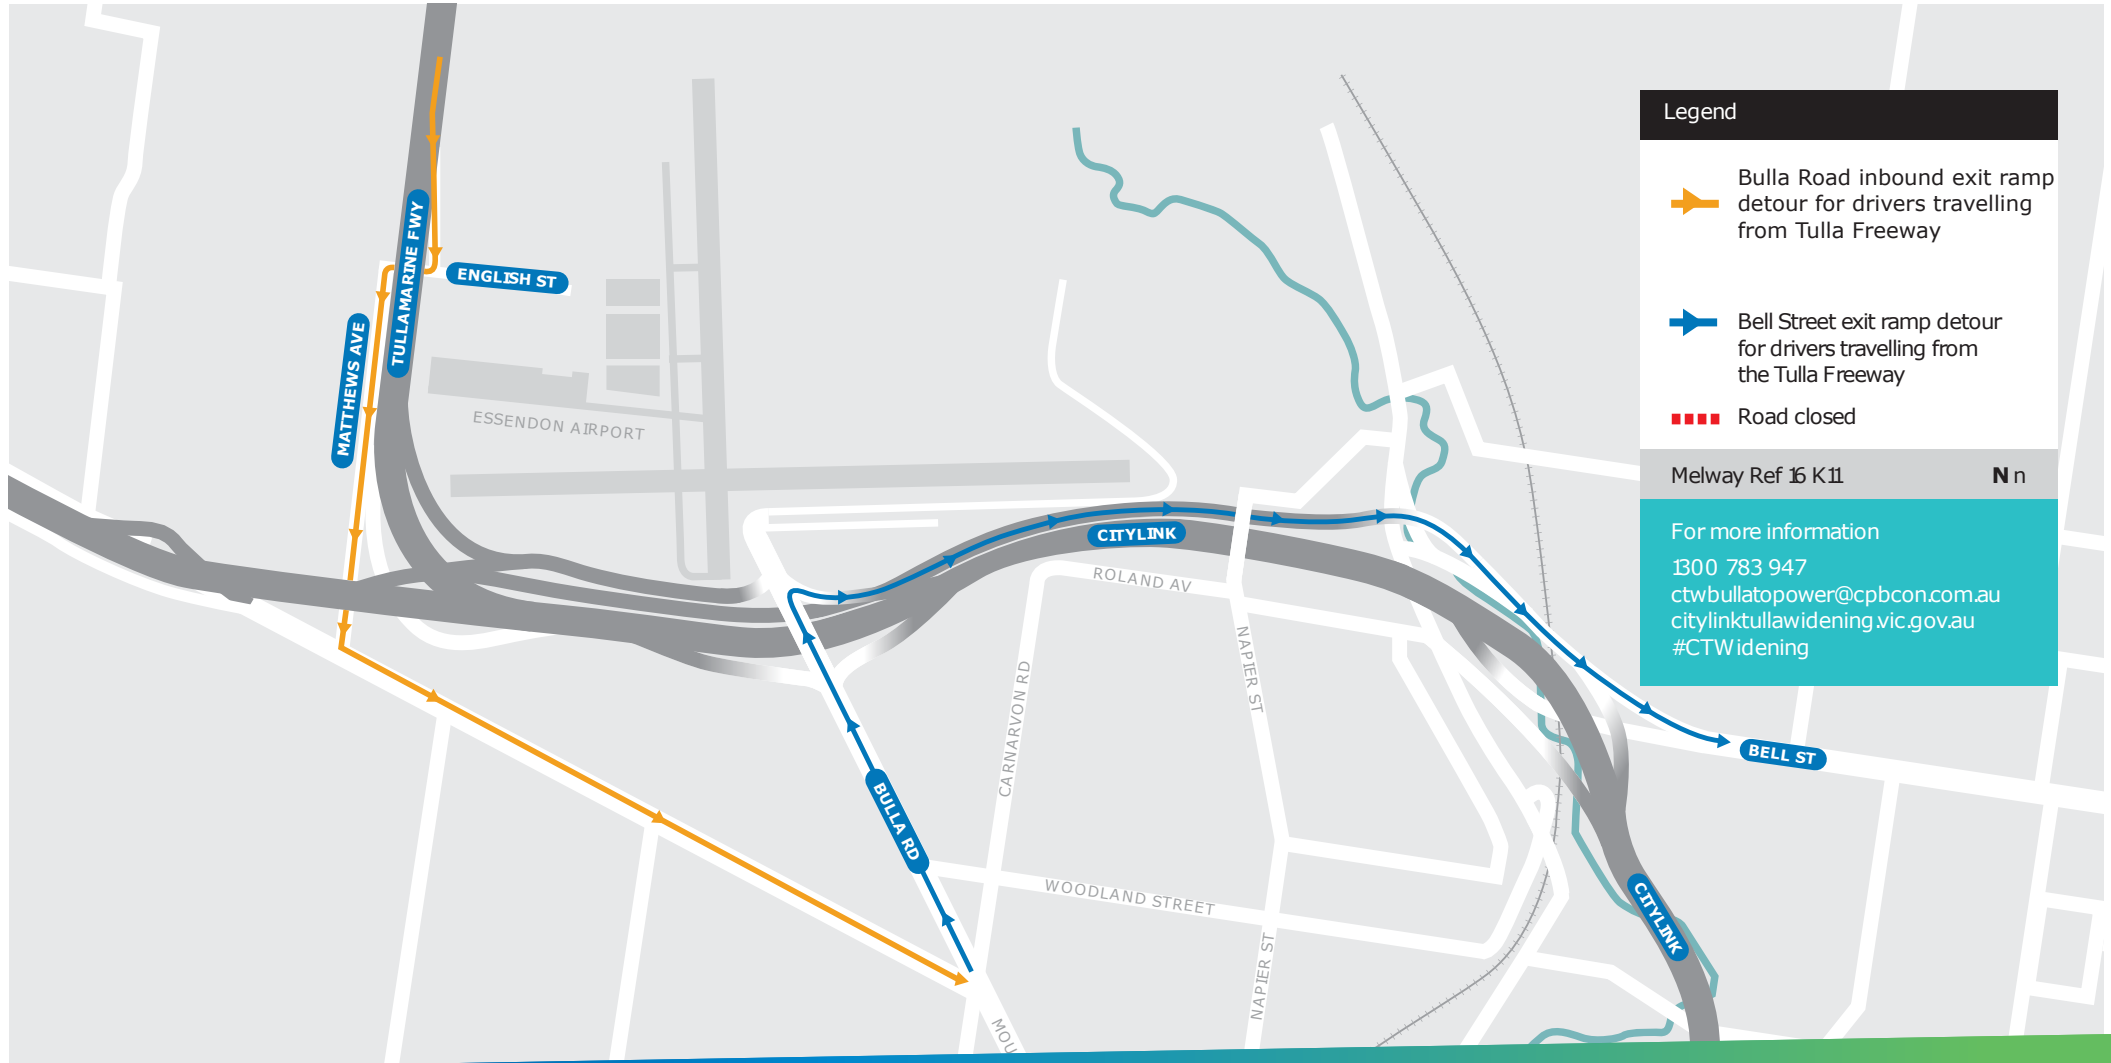 TULLAMARINE FWY
ENGLISH ST
MATTHEWS AVE
ESSENDON AIRPORT
CITYLINK
ROLAND AV
NAPIER ST
CARNARVON RD
BULLA RD
WOODLAND STREET
NAPIER ST
MOU
BELL ST
CITYLINK
Legend
Bulla Road inbound exit ramp
detour for drivers travelling
from Tulla Freeway
Bell Street exit ramp detour
for drivers travelling from
the Tulla Freeway
Road closed
Melway Ref 16 K11
N n
For more information
1300 783 947
ctwbullatopower@cpbcon.com.au
citylinktullawidening.vic.gov.au
#CTWidening